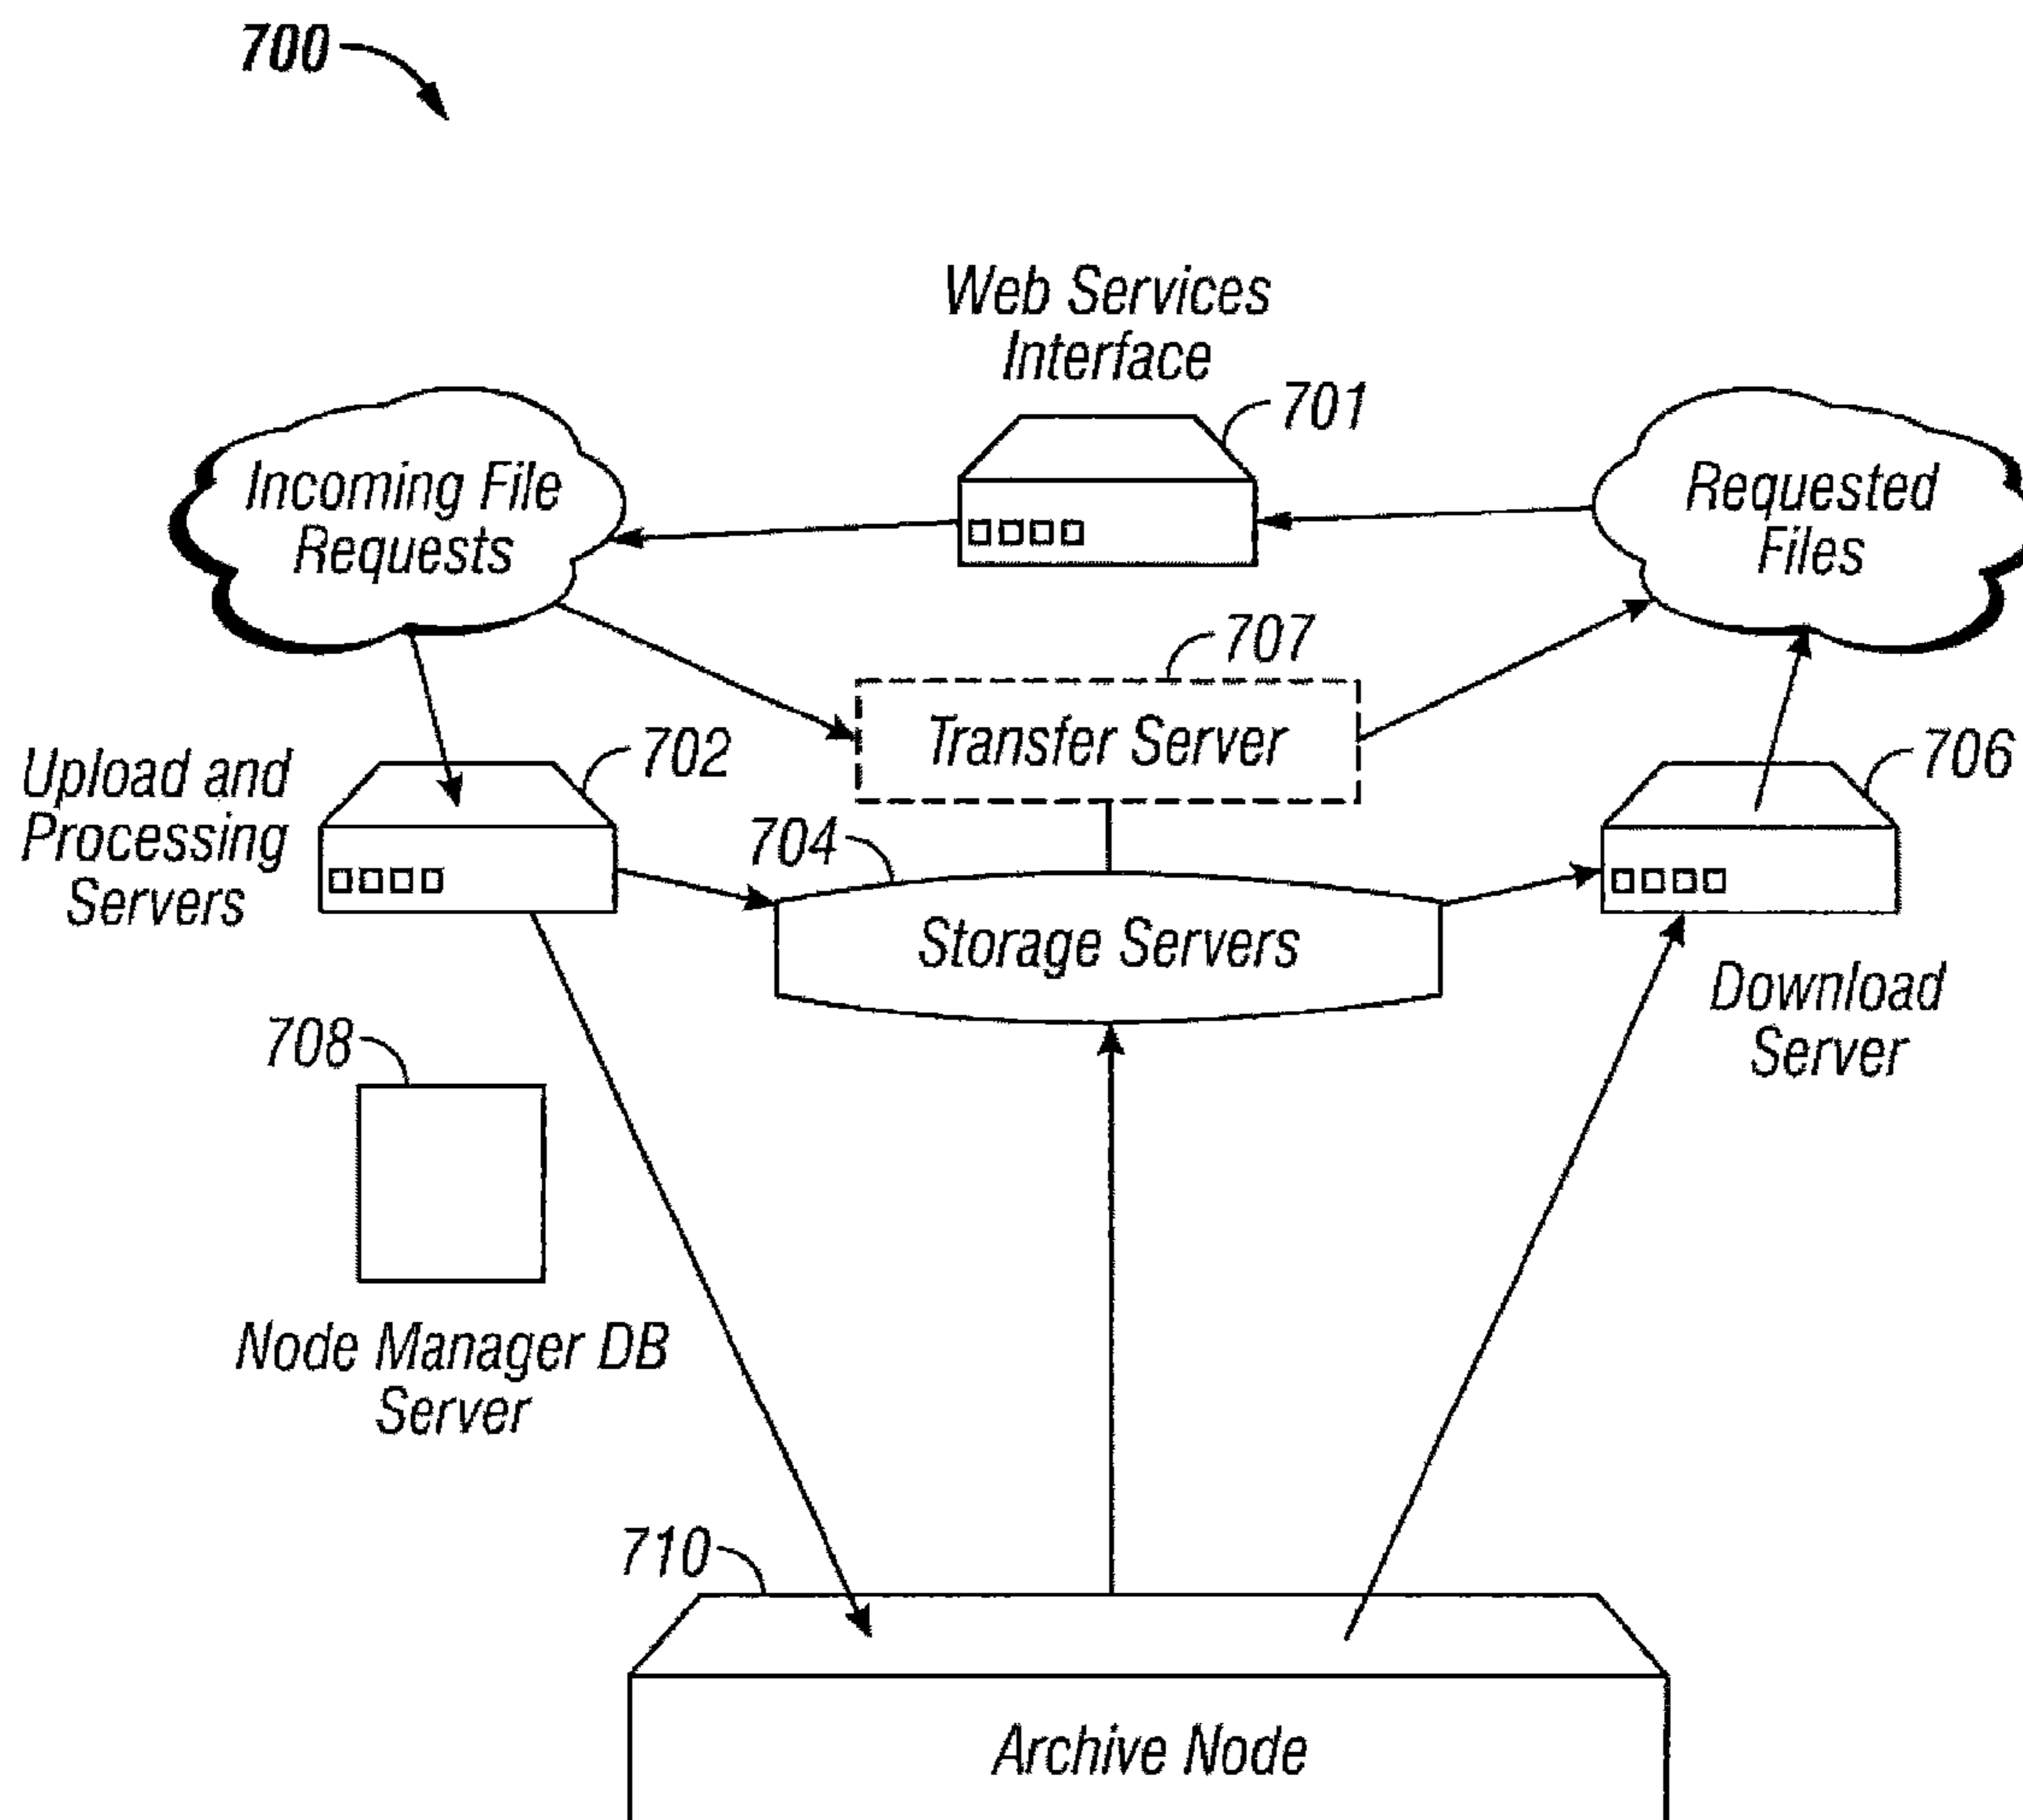 700
Web Services
Interface
701
Incoming File
Requests
Requested
Files
707
Transfer Server
Upload and
Processing
Servers
702
706
704
Storage Servers
Download
Server
708
Node Manager DB
Server
710
Archive Node